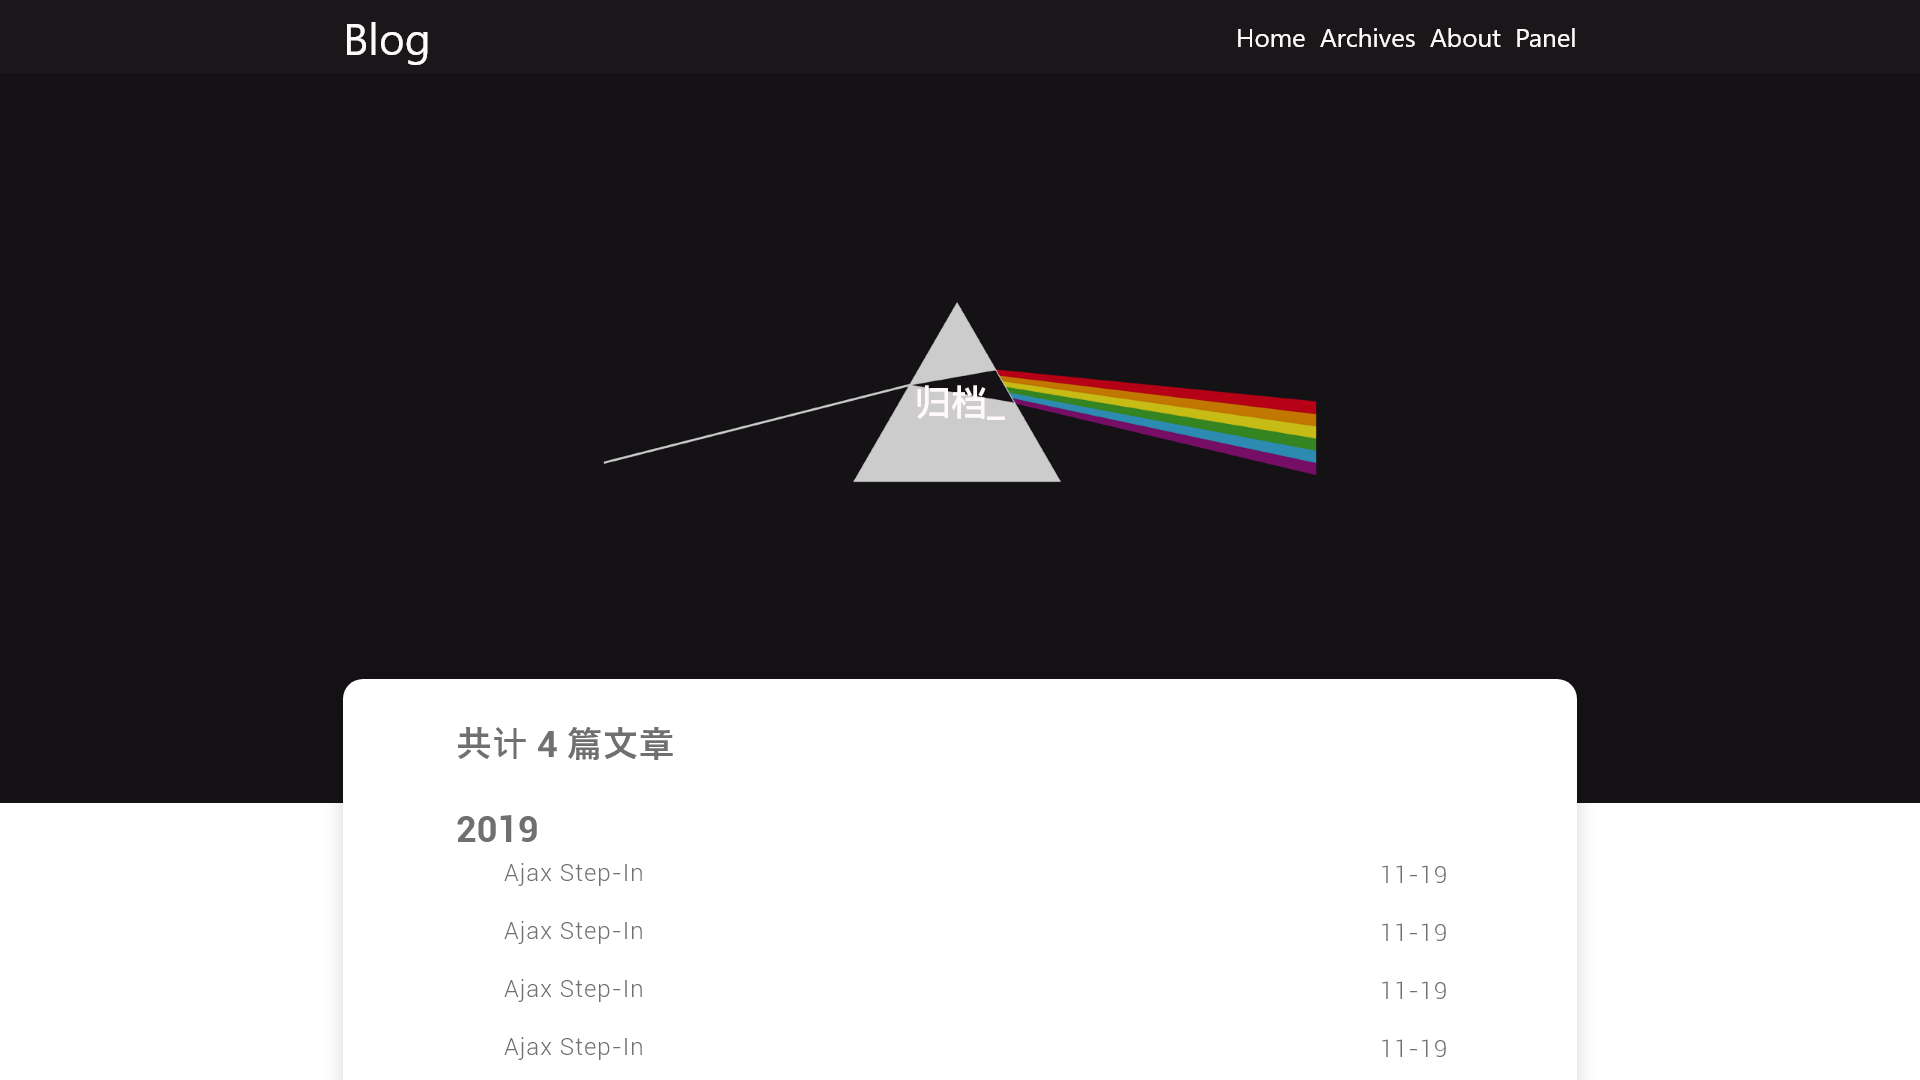 Blog
Home Archives About Panel
归档_
共计 4 篇文章
2019
Ajax Step-In 11-19
Ajax Step-In 11-19
Ajax Step-In 11-19
Ajax Step-In 11-19